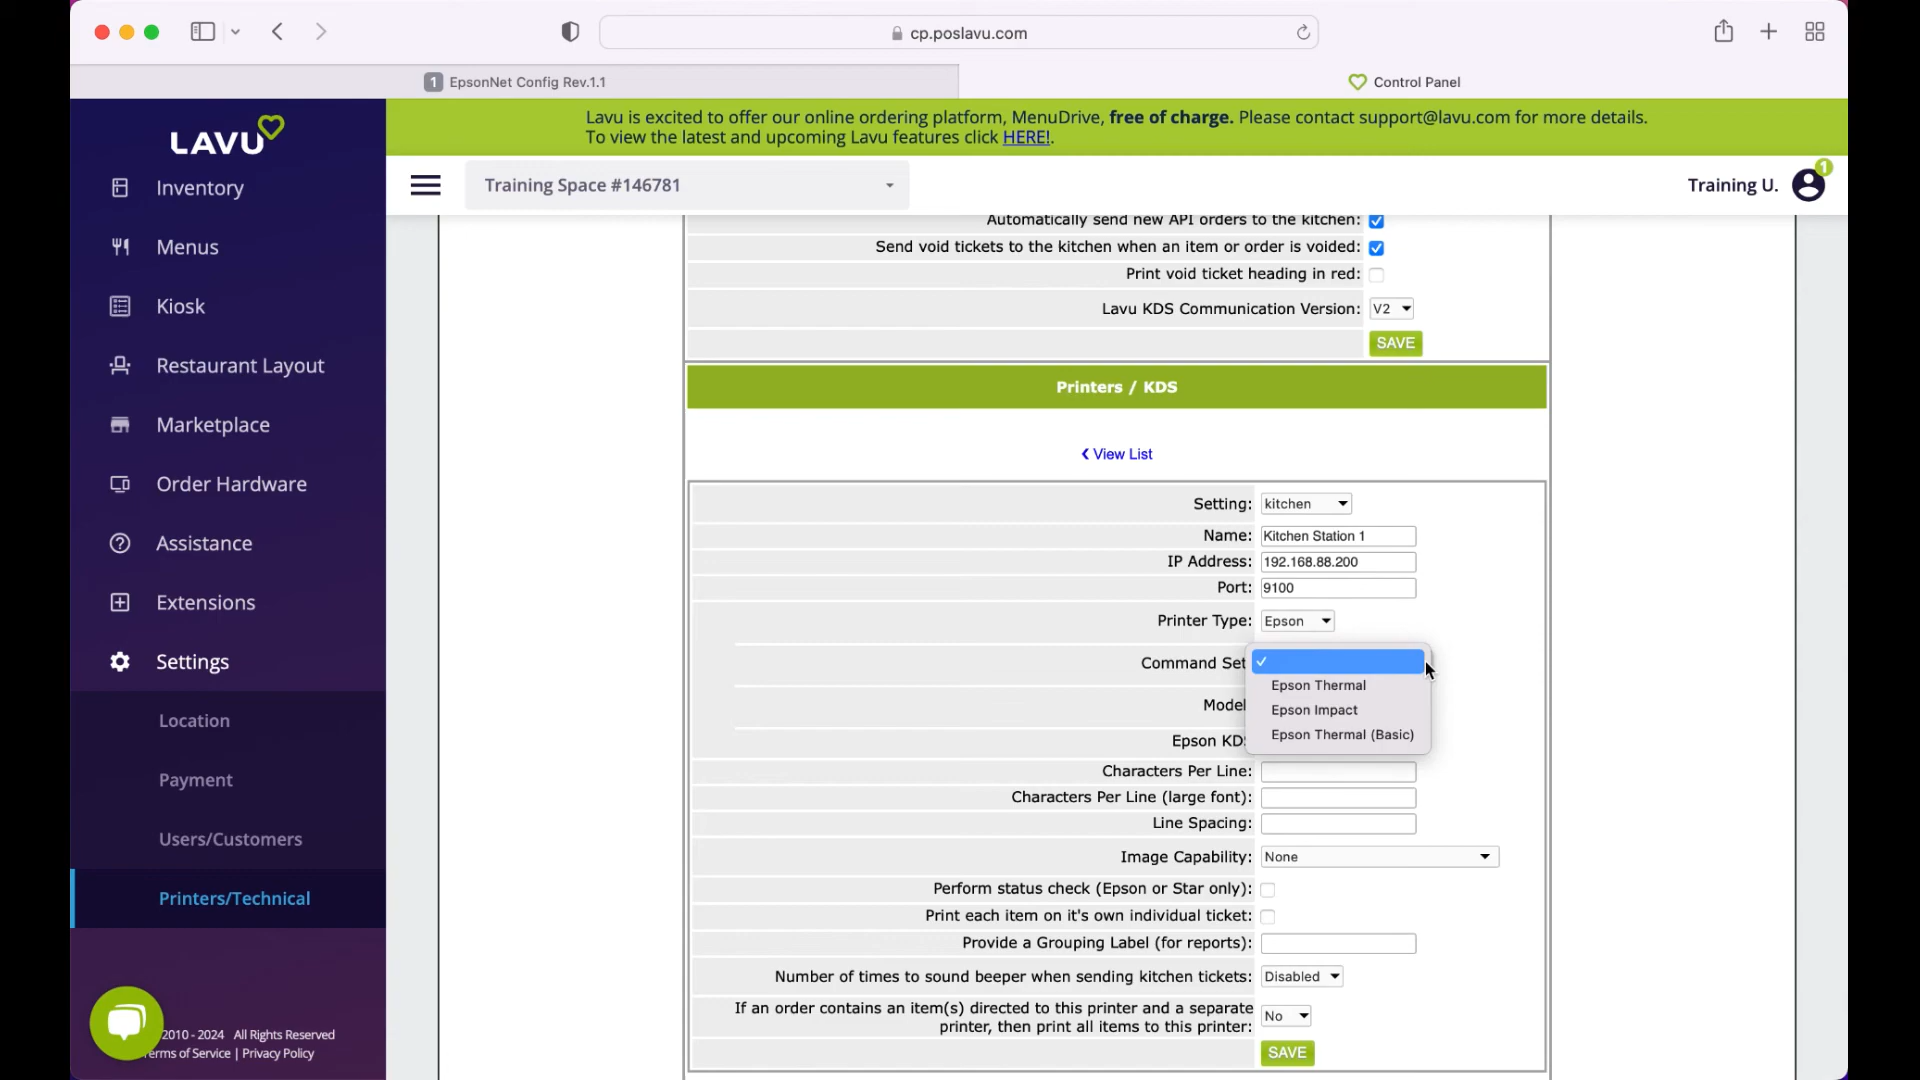 cp.poslavu.com
1 EpsonNet Config Rev.1.1
Control Panel
LAVU
Lavu is excited to offer our online ordering platform, MenuDrive, free of charge. Please contact support@lavu.com for more details.
To view the latest and upcoming Lavu features click HERE!.
Training Space #146781
Training U.
1
Inventory
Menus
Kiosk
Restaurant Layout
Marketplace
Order Hardware
Assistance
Extensions
Settings
Location
Payment
Users/Customers
Printers/Technical
2010 - 2024 All Rights Reserved
Terms of Service | Privacy Policy
Automatically send new API orders to the kitchen:
Send void tickets to the kitchen when an item or order is voided:
Print void ticket heading in red:
Lavu KDS Communication Version: V2
SAVE
Printers / KDS
View List
Setting: kitchen
Name: Kitchen Station 1
IP Address: 192.168.88.200
Port: 9100
Printer Type: Epson
Command Set
Epson Thermal
Epson Impact
Epson Thermal (Basic)
Model
Epson KDS
Characters Per Line:
Characters Per Line (large font):
Line Spacing:
Image Capability: None
Perform status check (Epson or Star only):
Print each item on it's own individual ticket:
Provide a Grouping Label (for reports):
Number of times to sound beeper when sending kitchen tickets: Disabled
If an order contains an item(s) directed to this printer and a separate
printer, then print all items to this printer: No
SAVE